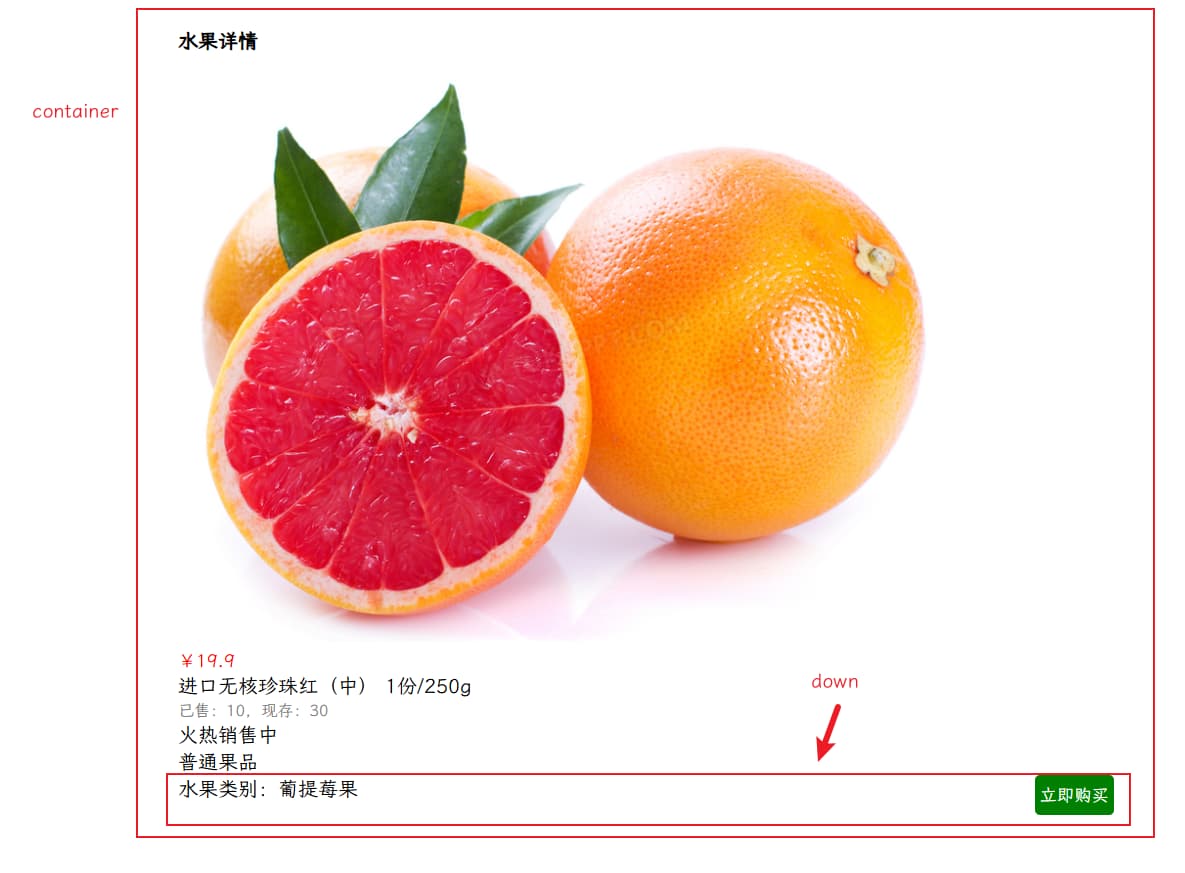 水果详情
container
￥19.9
进口无核珍珠红（中） 1份/250g
已售：10，现存：30
火热销售中
普通果品
down
水果类别：葡提莓果
立即购买